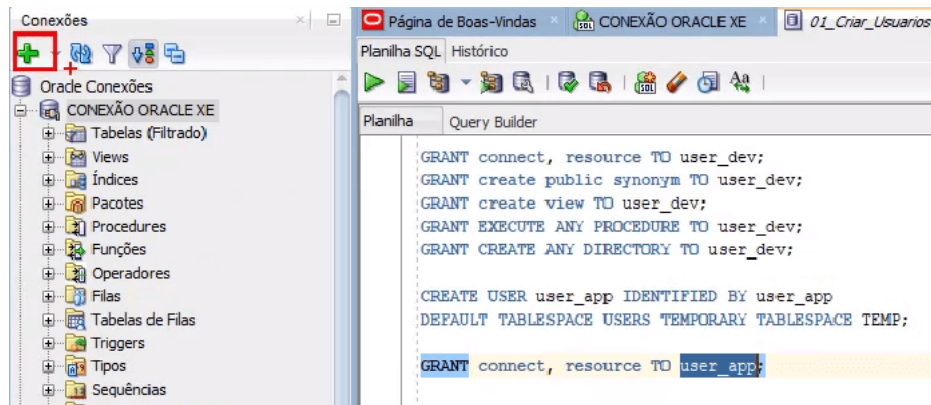 Conexões
Oracle Conexões
CONEXÃO ORACLE XE
Tabelas (Filtrado)
Views
Índices
Pacotes
Procedures
Funções
Operadores
Filas
Tabelas de Filas
Triggers
Tipos
Sequências
Página de Boas-Vindas
CONEXÃO ORACLE XE
01_Criar_Usuarios
Planilha SQL Histórico
Planilha Query Builder
GRANT connect, resource TO user_dev;
GRANT create public synonym TO user_dev;
GRANT create view TO user_dev;
GRANT EXECUTE ANY PROCEDURE TO user_dev;
GRANT CREATE ANY DIRECTORY TO user_dev;
CREATE USER user_app IDENTIFIED BY user_app
DEFAULT TABLESPACE USERS TEMPORARY TABLESPACE TEMP;
GRANT connect, resource TO user_app;